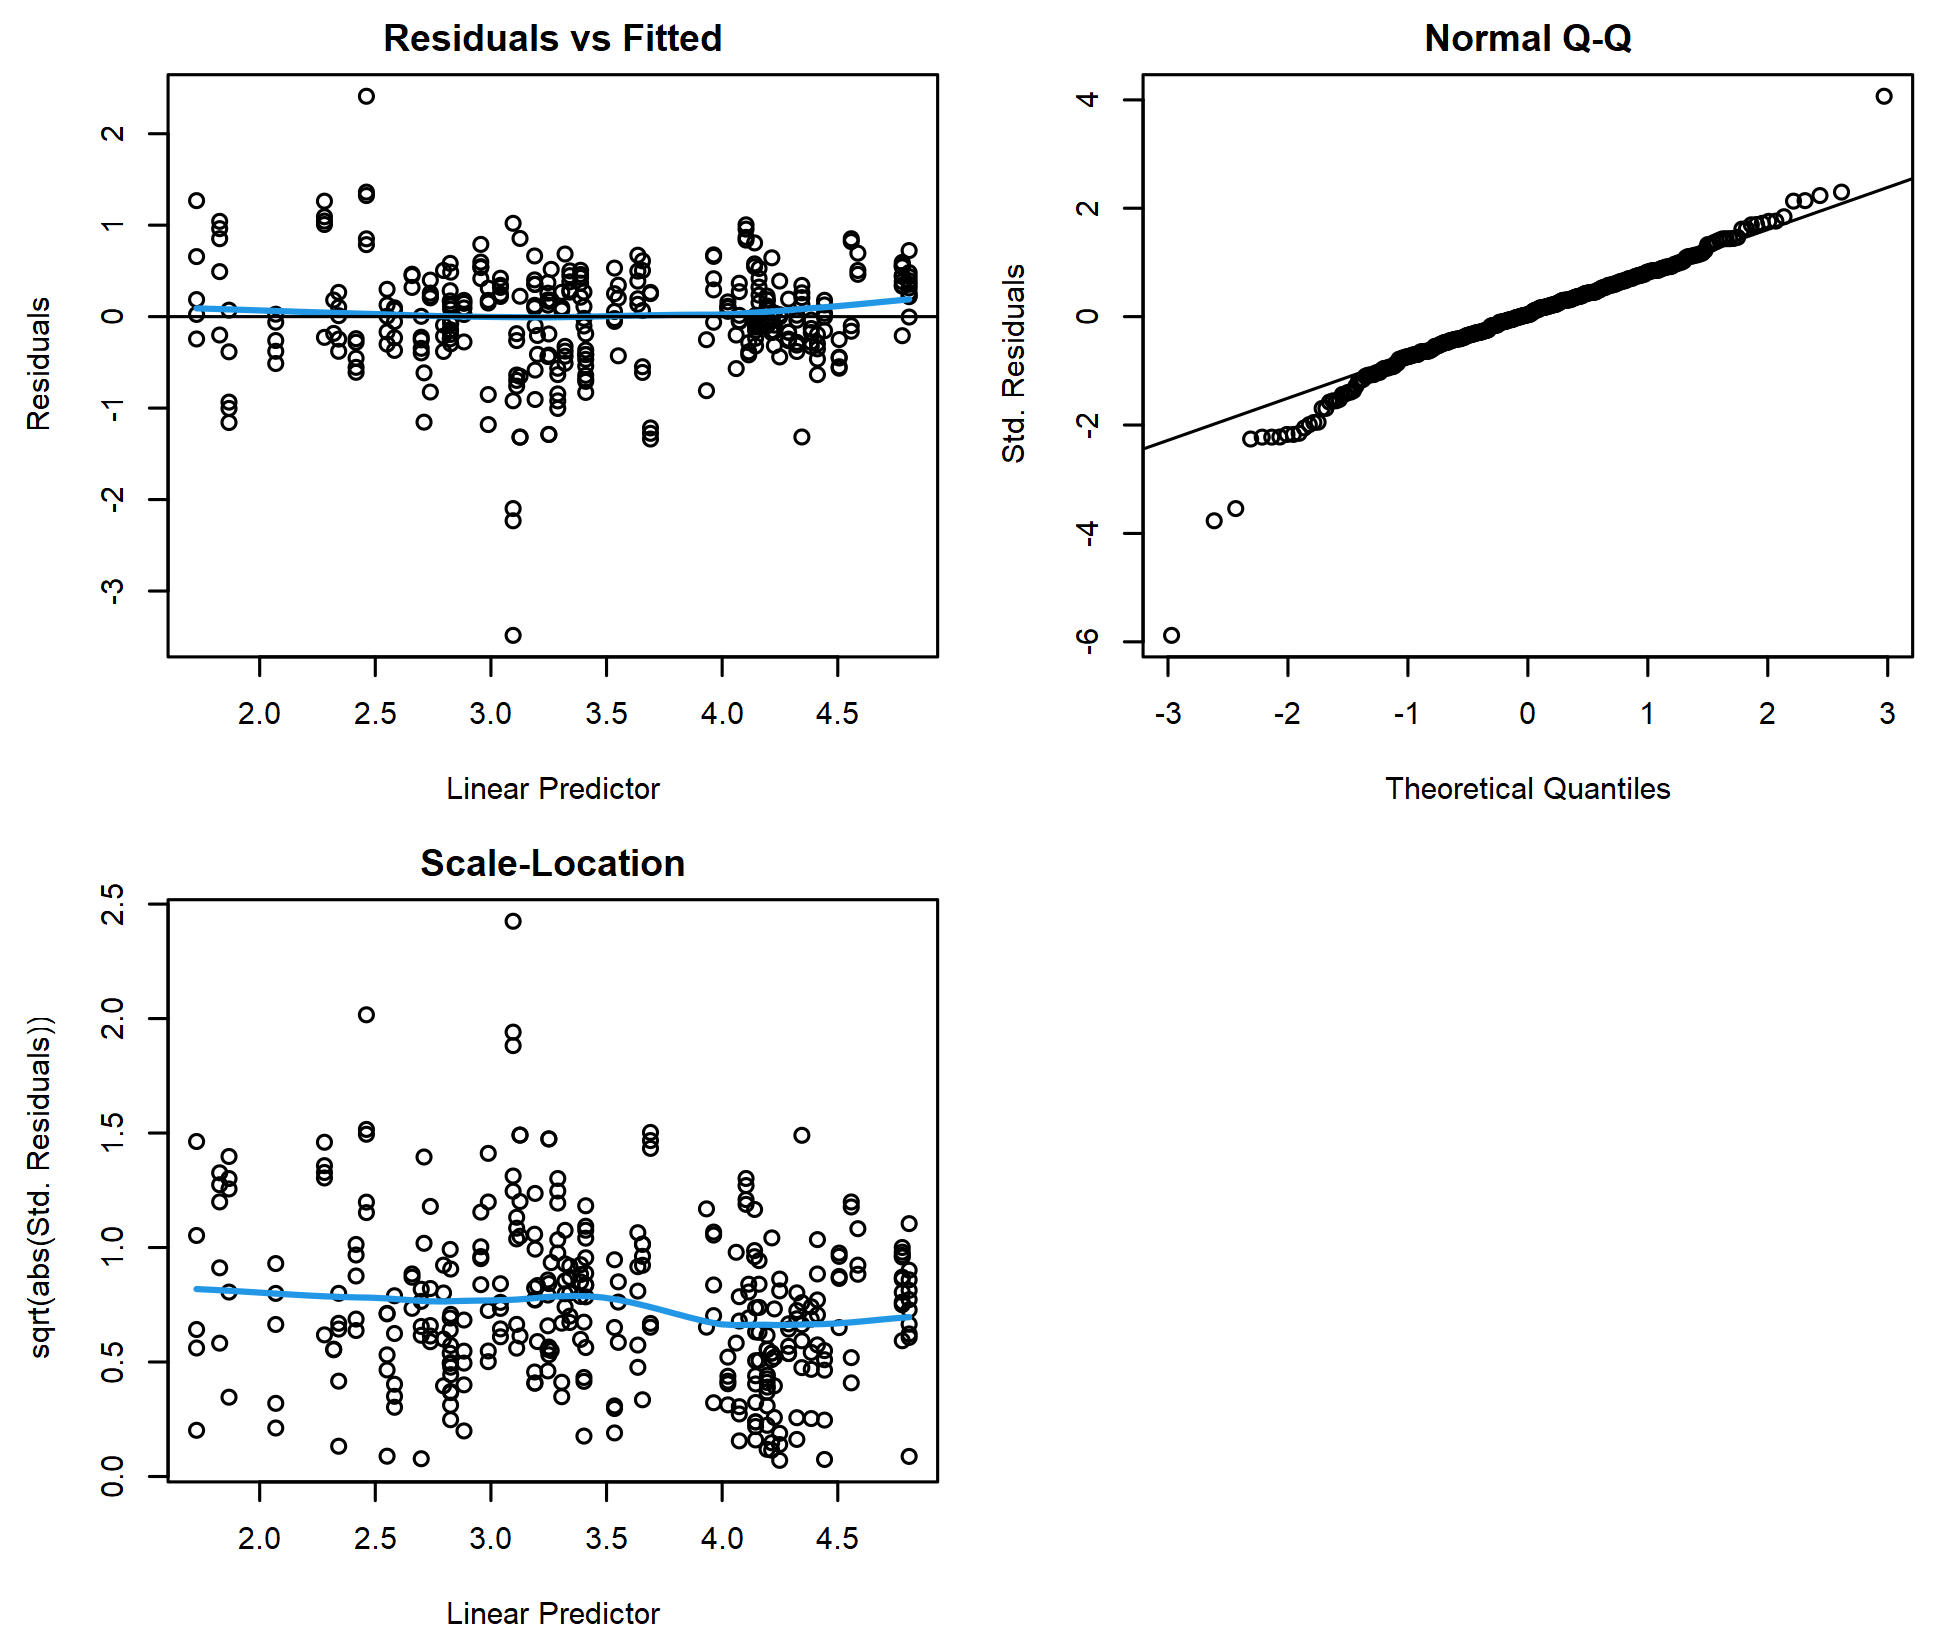 Residuals vs Fitted
Residuals
2
1
0
-1
-2
-3
2.0 2.5 3.0 3.5 4.0 4.5
Linear Predictor
Normal Q-Q
Std. Residuals
4
2
0
-2
-4
-6
-3 -2 -1 0 1 2 3
Theoretical Quantiles
Scale-Location
sqrt(abs(Std. Residuals))
2.5
2.0
1.5
1.0
0.5
0.0
2.0 2.5 3.0 3.5 4.0 4.5
Linear Predictor